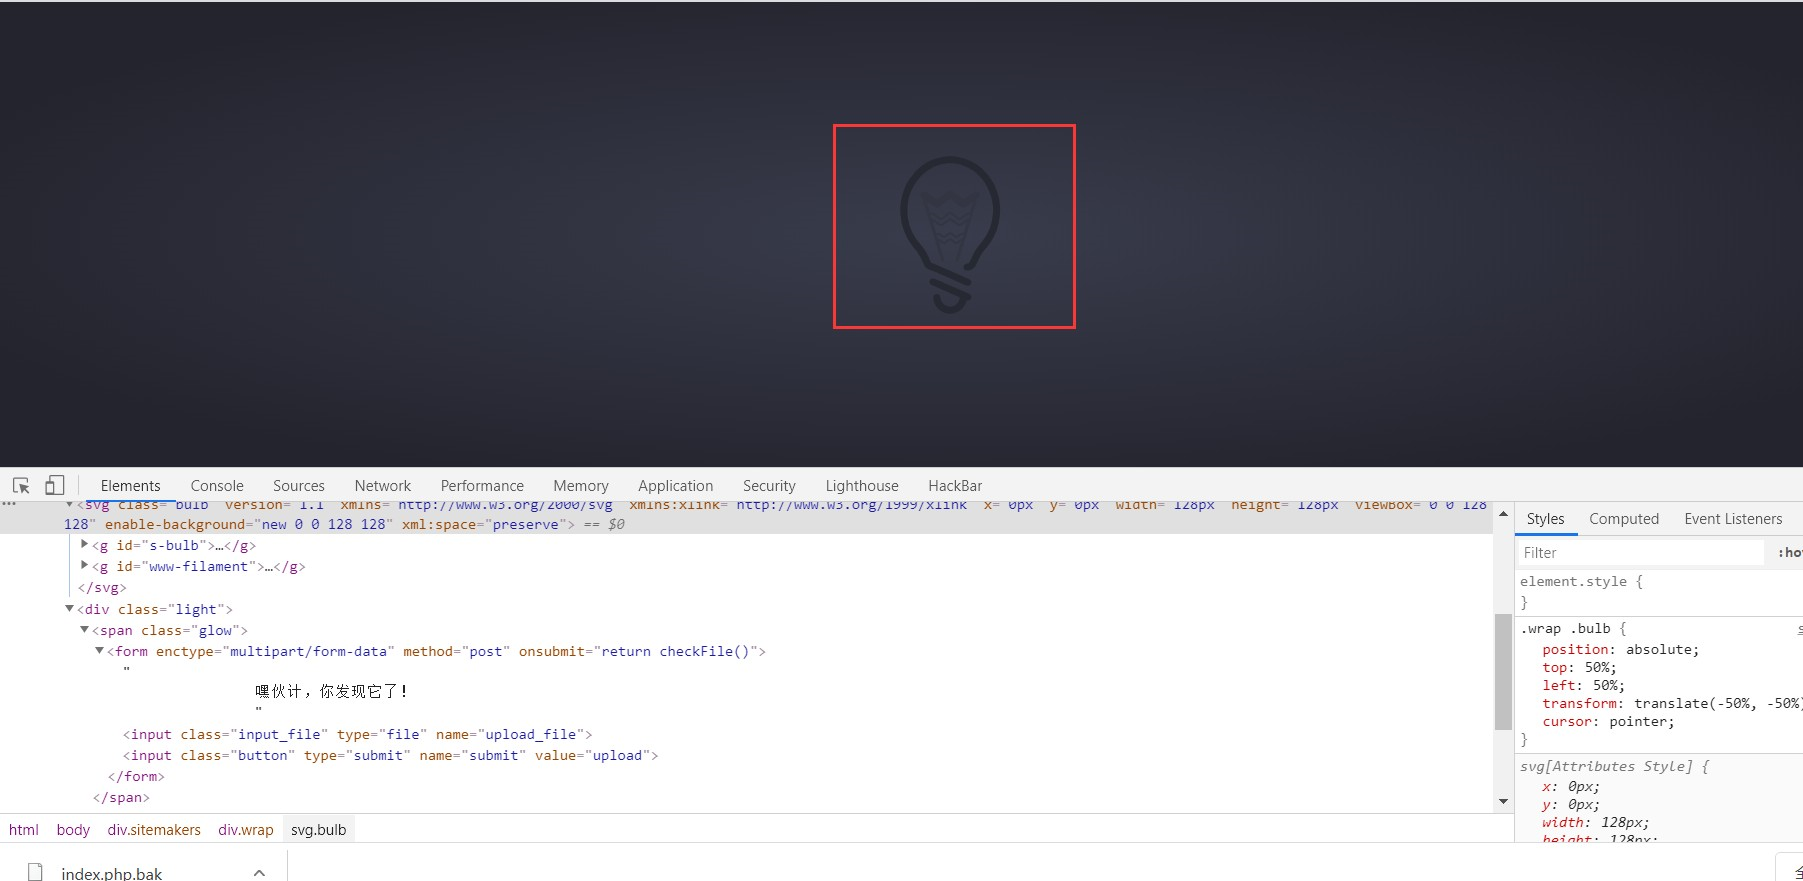 Elements Console Sources Network Performance Memory Application Security Lighthouse HackBar
<svg class="bulb" version="1.1" xmlns="http://www.w3.org/2000/svg" xmlns:xlink="http://www.w3.org/1999/xlink" x="0px" y="0px" width="128px" height="128px" viewBox="0 0 128
128" enable-background="new 0 0 128 128" xml:space="preserve"> == $0
<g id="s-bulb">…</g>
<g id="www-filament">…</g>
</svg>
<div class="light">
<span class="glow">
<form enctype="multipart/form-data" method="post" onsubmit="return checkFile()">
"
嘿伙计，你发现它了！
"
<input class="input_file" type="file" name="upload_file">
<input class="button" type="submit" name="submit" value="upload">
</form>
</span>
html body div.sitemakers div.wrap svg.bulb
Styles Computed Event Listeners
Filter :ho
element.style {
}
.wrap .bulb {
position: absolute;
top: 50%;
left: 50%;
transform: translate(-50%, -50%)
cursor: pointer;
}
svg[Attributes Style] {
x: 0px;
y: 0px;
width: 128px;
height: 128px;
index.php.bak